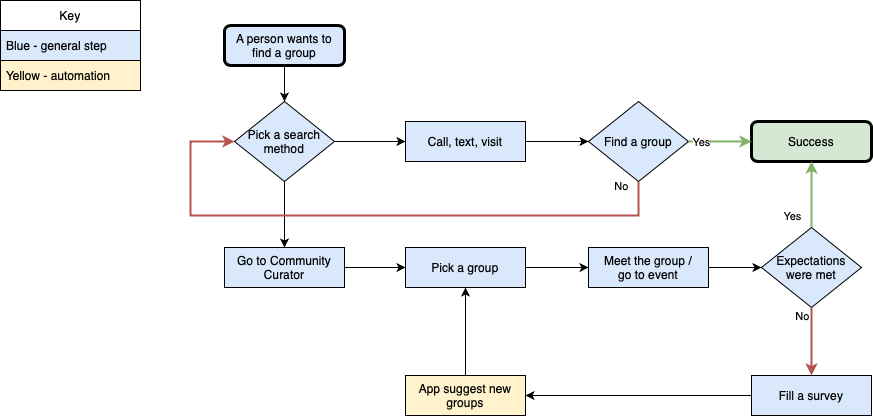 Key
Blue - general step
Yellow - automation
A person wants to
find a group
Pick a search
method
Call, text, visit
Find a group
Yes
Success
No
Go to Community
Curator
Pick a group
Meet the group /
go to event
Yes
Expectations
were met
No
App suggest new
groups
Fill a survey